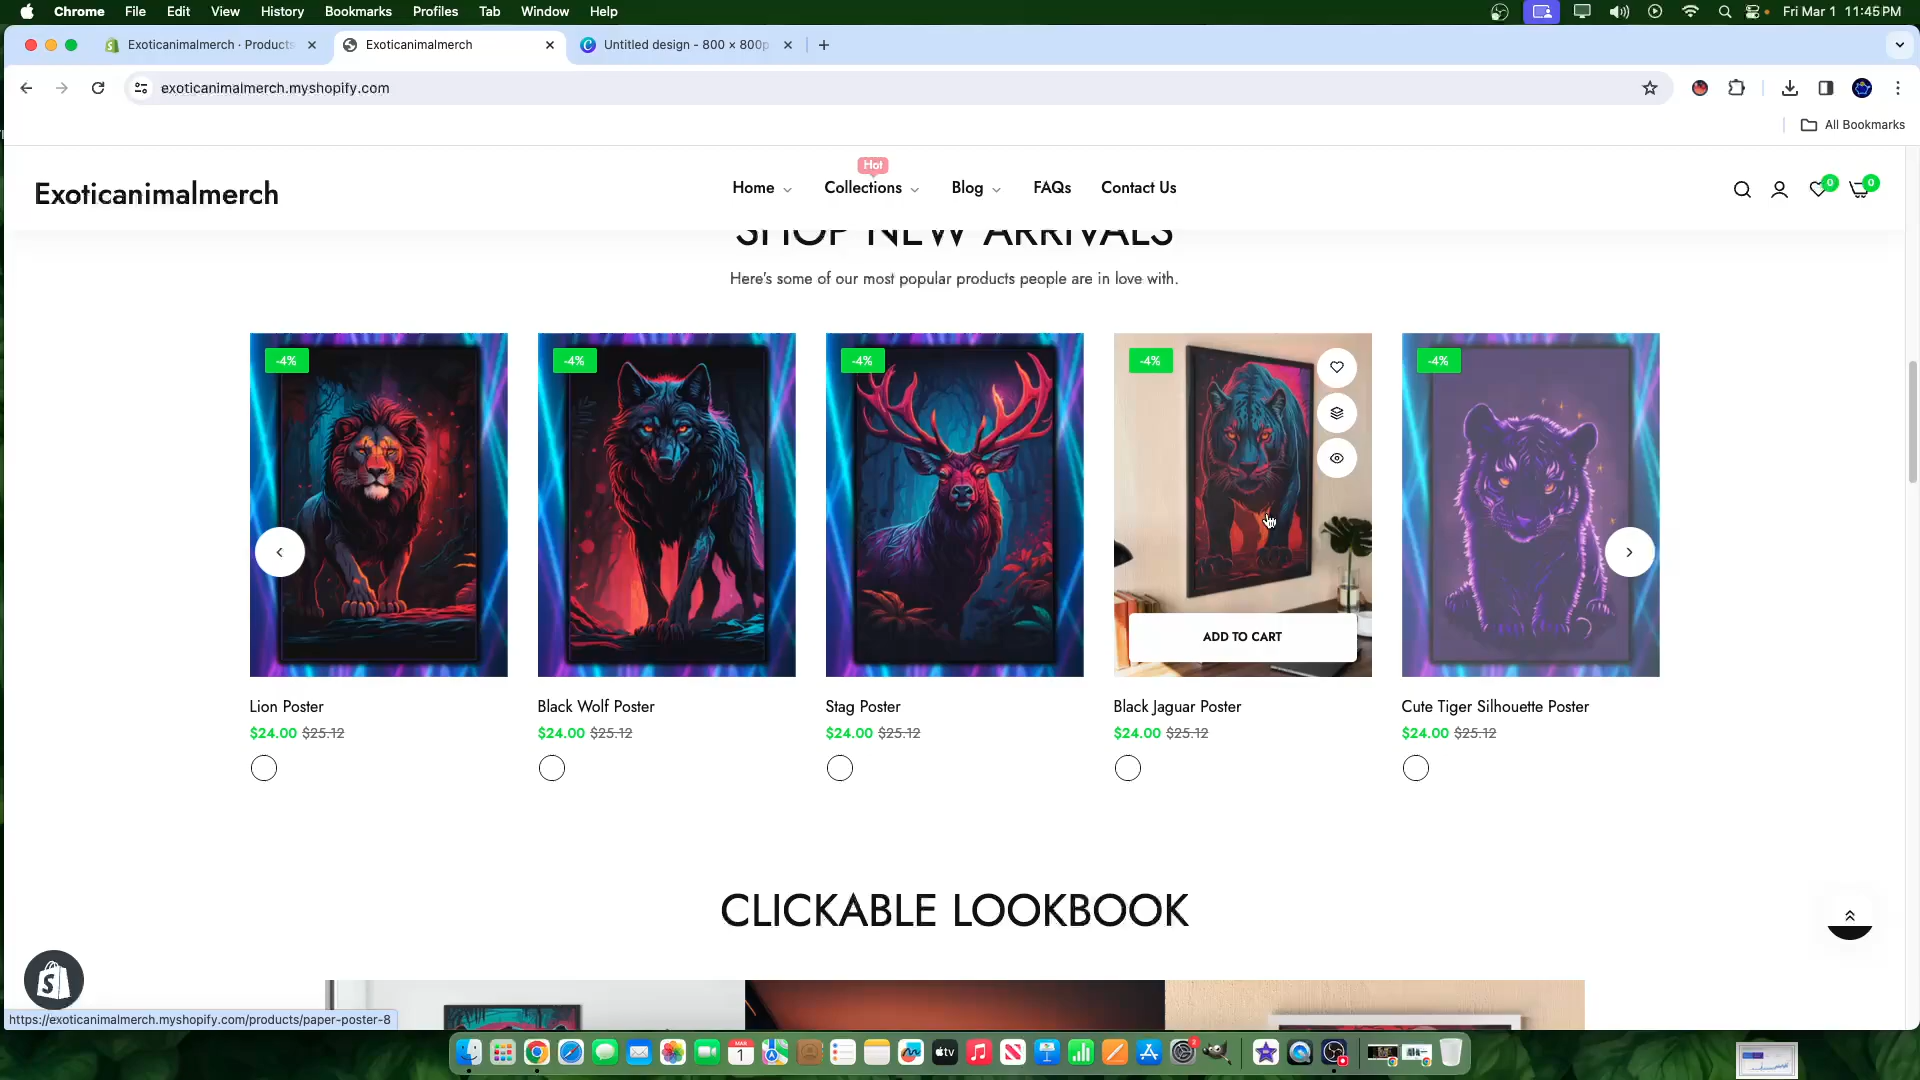 Chrome File Edit View History Bookmarks Profiles Tab Window Help Fri Mar 1 11:45 PM
Exoticanimalmerch · Products Exoticanimalmerch Untitled design - 800 × 800p
exoticanimalmerch.myshopify.com
All Bookmarks
Hot
Exoticanimalmerch Home Collections Blog FAQs Contact Us 0 0
SHOP NEW ARRIVALS
Here's some of our most popular products people are in love with.
-4% -4% -4% -4% -4%
ADD TO CART
Lion Poster Black Wolf Poster Stag Poster Black Jaguar Poster Cute Tiger Silhouette Poster
$24.00 $25.12 $24.00 $25.12 $24.00 $25.12 $24.00 $25.12 $24.00 $25.12
CLICKABLE LOOKBOOK
https://exoticanimalmerch.myshopify.com/products/paper-poster-8
MAR
1
tv
2